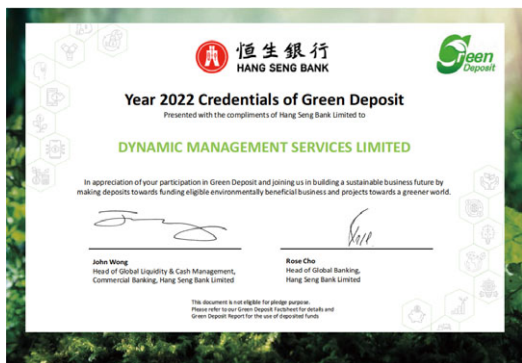 恒生銀行
HANG SENG BANK
Green
Deposit
Year 2022 Credentials of Green Deposit
Presented with the compliments of Hang Seng Bank Limited to
DYNAMIC MANAGEMENT SERVICES LIMITED
In appreciation of your participation in Green Deposit and joining us in building a sustainable business future by
making deposits towards funding eligible environmentally beneficial business and projects towards a greener world.
John Wong
Head of Global Liquidity & Cash Management,
Commercial Banking, Hang Seng Bank Limited
Rose Cho
Head of Global Banking,
Hang Seng Bank Limited
This document is not eligible for pledge purpose.
Please refer to our Green Deposit Factsheet for details and
Green Deposit Report for the use of deposited funds